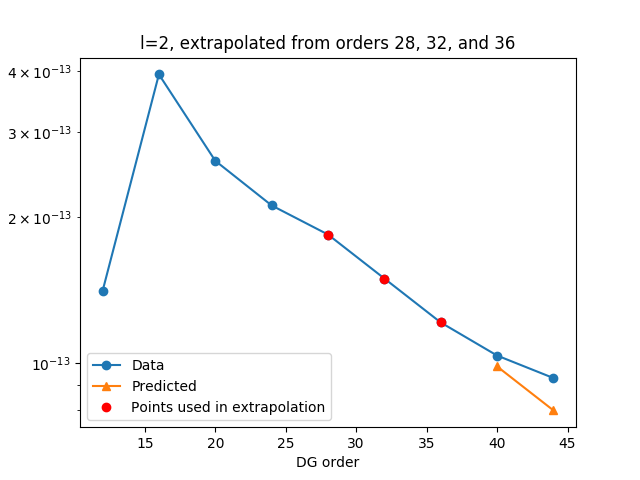 l=2, extrapolated from orders 28, 32, and 36
4 × 10⁻¹³
3 × 10⁻¹³
2 × 10⁻¹³
10⁻¹³
Data
Predicted
Points used in extrapolation
15 20 25 30 35 40 45
DG order